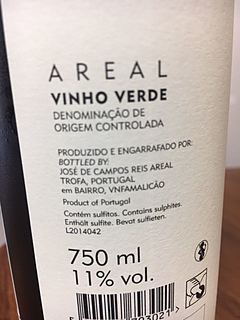 AREAL
VINHO VERDE
DENOMINAÇÃO DE
ORIGEM CONTROLADA
PRODUZIDO E ENGARRAFADO POR:
BOTTLED BY:
JOSÉ DE CAMPOS REIS AREAL
TROFA, PORTUGAL
em BAIRRO, VNFAMALICÃO
Product of Portugal
Contém sulfitos. Contains sulphites.
Enthält sulfite. Bevat sulfieten.
L2014042
750 ml
11% vol.